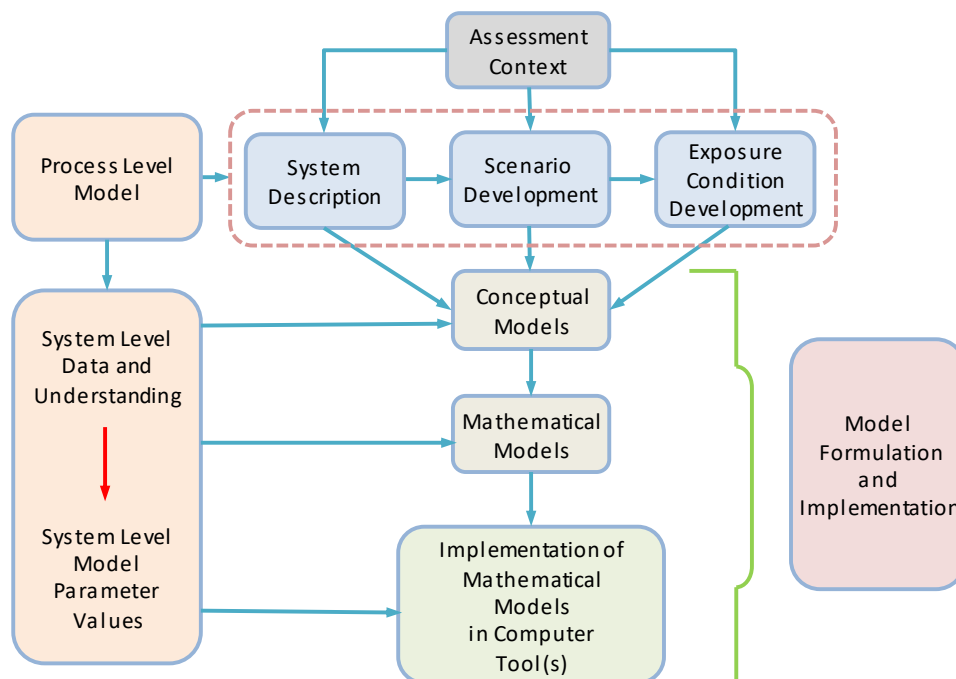 Assessment
Context
Process Level
Model
System
Description
Scenario
Development
Exposure
Condition
Development
Conceptual
Models
System Level
Data and
Understanding
Mathematical
Models
Model
Formulation
and
Implementation
System Level
Model
Parameter
Values
Implementation of
Mathematical
Models
in Computer
Tool(s)